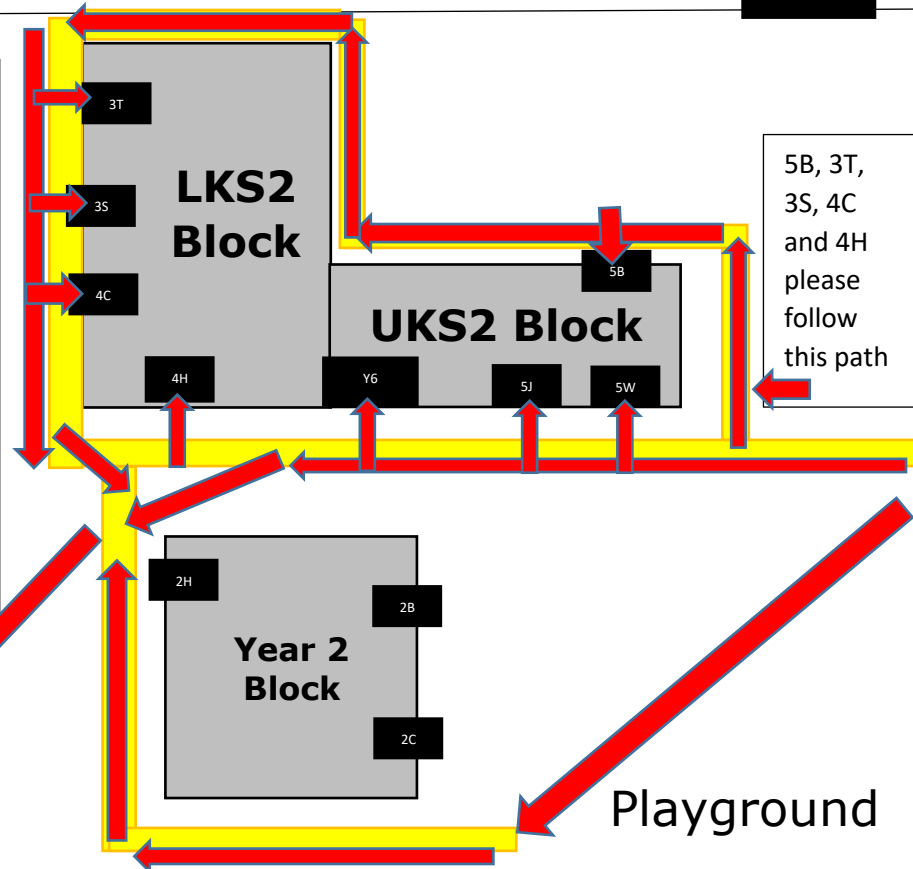 3T
LKS2
Block
3S
4C
4H
5B, 3T,
3S, 4C
and 4H
please
follow
this path
5B
UKS2 Block
Y6
5J
5W
2H
2B
Year 2
Block
2C
Playground